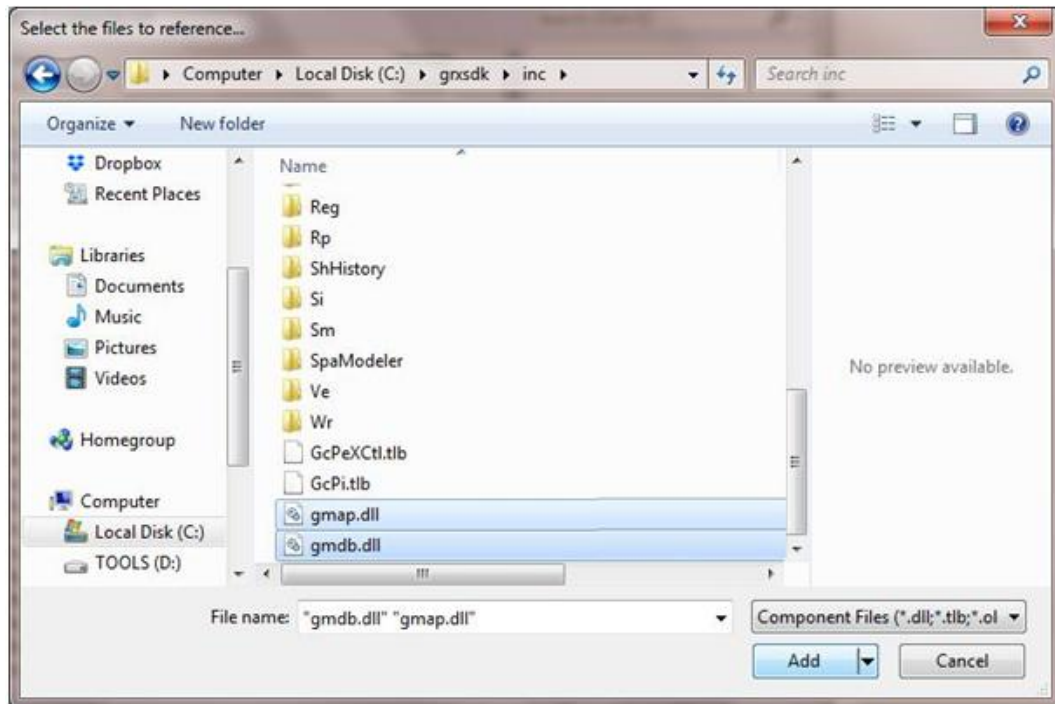 Select the files to reference...
Computer Local Disk (C:) grxsdk inc
Search inc
Organize New folder
Dropbox
Recent Places
Libraries
Documents
Music
Pictures
Videos
Homegroup
Computer
Local Disk (C:)
TOOLS (D:)
Name
Reg
Rp
ShHistory
Si
Sm
SpaModeler
Ve
Wr
GcPeXCtl.tlb
GcPi.tlb
gmap.dll
gmdb.dll
No preview available.
File name: "gmdb.dll" "gmap.dll"
Component Files (*.dll;*.tlb;*.ol
Add Cancel